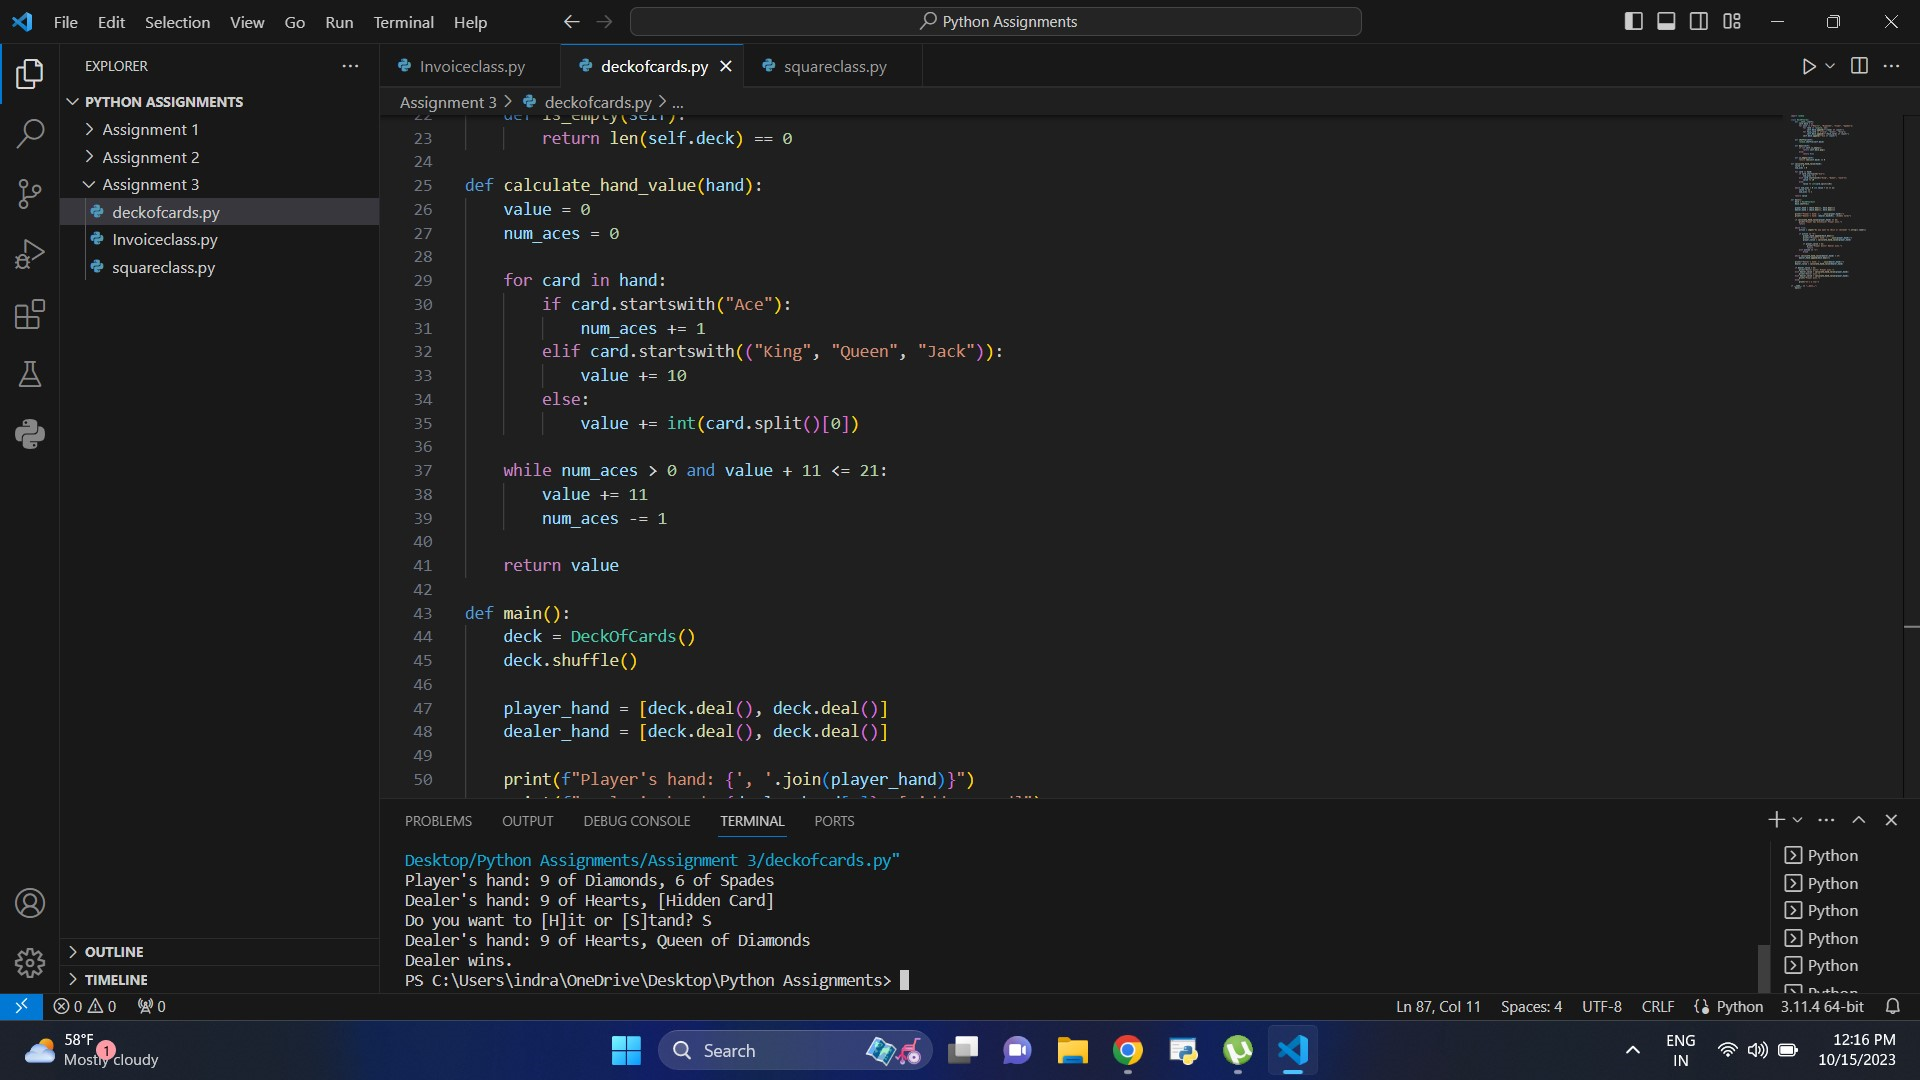 File Edit Selection View Go Run Terminal Help
Python Assignments
EXPLORER
PYTHON ASSIGNMENTS
Assignment 1
Assignment 2
Assignment 3
deckofcards.py
Invoiceclass.py
squareclass.py
OUTLINE
TIMELINE
Invoiceclass.py deckofcards.py squareclass.py
Assignment 3 > deckofcards.py > ...
22 def is_empty(self):
23 return len(self.deck) == 0
24
25 def calculate_hand_value(hand):
26 value = 0
27 num_aces = 0
28
29 for card in hand:
30 if card.startswith("Ace"):
31 num_aces += 1
32 elif card.startswith(("King", "Queen", "Jack")):
33 value += 10
34 else:
35 value += int(card.split()[0])
36
37 while num_aces > 0 and value + 11 <= 21:
38 value += 11
39 num_aces -= 1
40
41 return value
42
43 def main():
44 deck = DeckOfCards()
45 deck.shuffle()
46
47 player_hand = [deck.deal(), deck.deal()]
48 dealer_hand = [deck.deal(), deck.deal()]
49
50 print(f"Player's hand: {', '.join(player_hand)}")
PROBLEMS OUTPUT DEBUG CONSOLE TERMINAL PORTS
Desktop/Python Assignments/Assignment 3/deckofcards.py"
Player's hand: 9 of Diamonds, 6 of Spades
Dealer's hand: 9 of Hearts, [Hidden Card]
Do you want to [H]it or [S]tand? S
Dealer's hand: 9 of Hearts, Queen of Diamonds
Dealer wins.
PS C:\Users\indra\OneDrive\Desktop\Python Assignments>
Python
Python
Python
Python
Python
Python
0 0 0
Ln 87, Col 11 Spaces: 4 UTF-8 CRLF Python 3.11.4 64-bit
58°F
Mostly cloudy
1
Search
ENG
IN
12:16 PM
10/15/2023